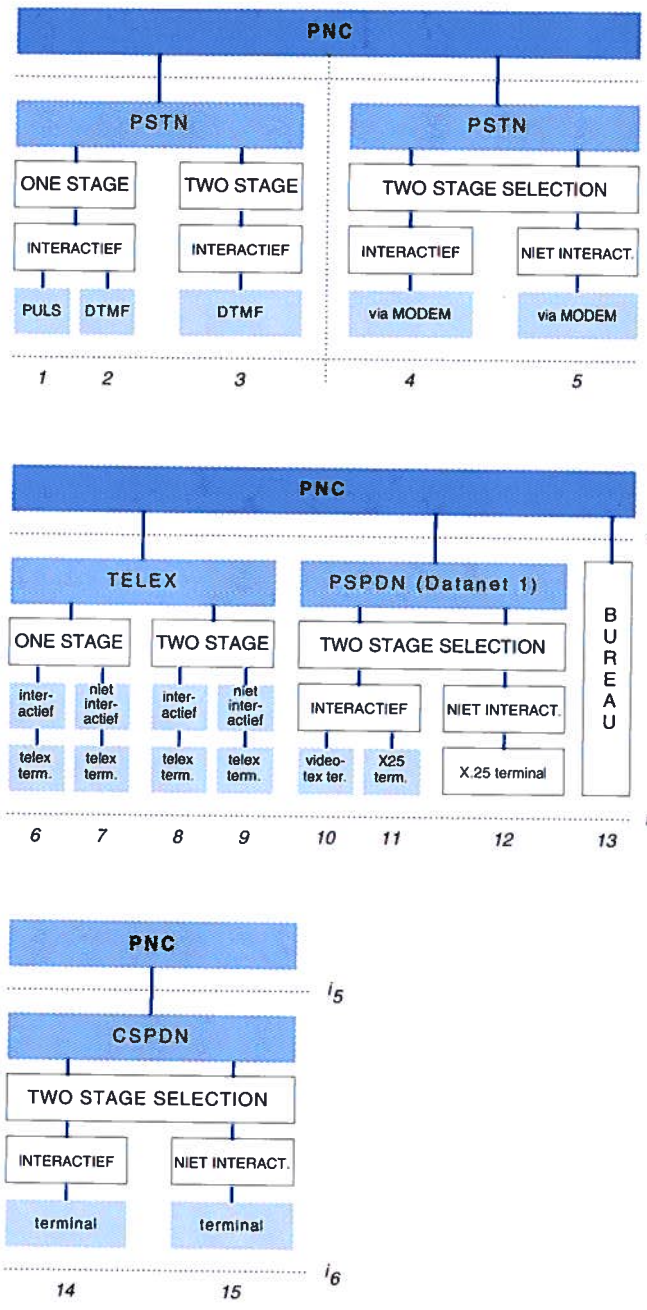 PNC
PSTN PSTN
ONE STAGE TWO STAGE TWO STAGE SELECTION
INTERACTIEF INTERACTIEF INTERACTIEF NIET INTERACT.
PULS DTMF DTMF via MODEM via MODEM
1 2 3 4 5
PNC
TELEX PSPDN (Datanet 1)
ONE STAGE TWO STAGE TWO STAGE SELECTION
BUREAU
inter- niet inter- niet INTERACTIEF NIET INTERACT.
actief inter- actief inter-
actief actief
telex telex telex telex video- X25 X.25 terminal
term. term. term. term. tex ter. term.
6 7 8 9 10 11 12 13
PNC
i5
CSPDN
TWO STAGE SELECTION
INTERACTIEF NIET INTERACT.
terminal terminal
i6
14 15